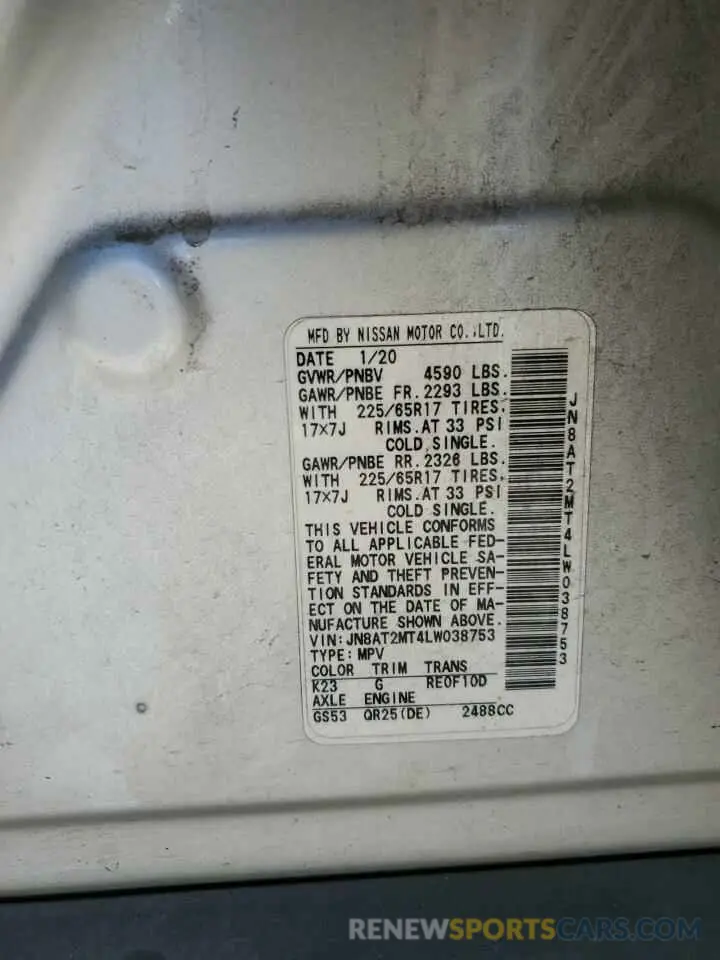 MFD BY NISSAN MOTOR CO.,LTD.
DATE 1/20
GVWR/PNBV 4590 LBS.
GAWR/PNBE FR. 2293 LBS.
WITH 225/65R17 TIRES,
17×7J RIMS.AT 33 PSI
COLD,SINGLE.
GAWR/PNBE RR. 2326 LBS.
WITH 225/65R17 TIRES,
17×7J RIMS.AT 33 PSI
COLD SINGLE.
THIS VEHICLE CONFORMS
TO ALL APPLICABLE FED-
ERAL MOTOR VEHICLE SA-
FETY AND THEFT PREVEN-
TION STANDARDS IN EFF-
ECT ON THE DATE OF MA-
NUFACTURE SHOWN ABOVE.
VIN:JN8AT2MT4LW038753
TYPE:MPV
COLOR TRIM TRANS
K23 G RE0F10D
AXLE ENGINE
GS53 QR25(DE) 2488CC
JN8AT2MT4LW038753
RENEWSPORTSCARS.COM